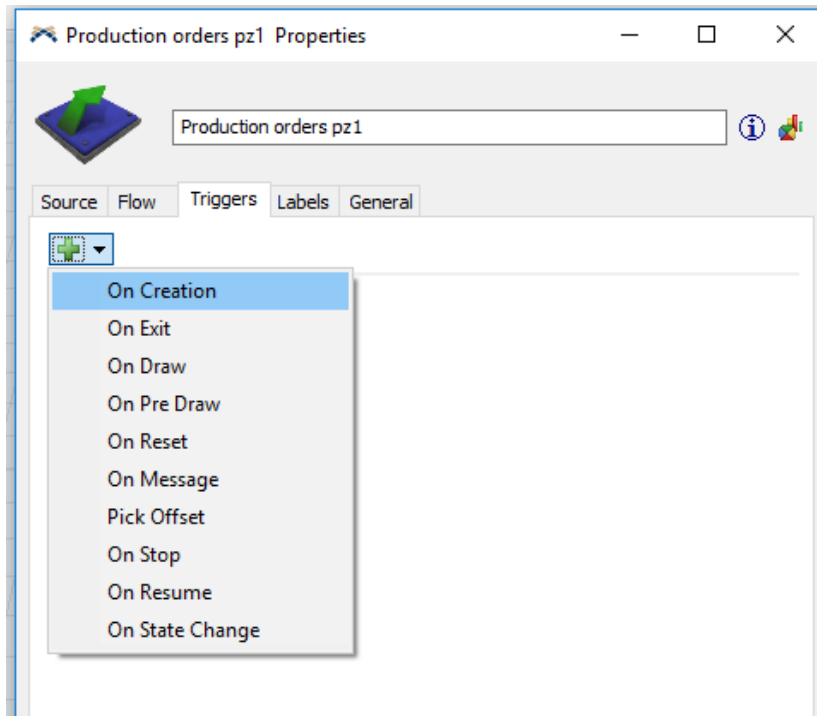 Production orders pz1 Properties
Production orders pz1
Source Flow Triggers Labels General
On Creation
On Exit
On Draw
On Pre Draw
On Reset
On Message
Pick Offset
On Stop
On Resume
On State Change